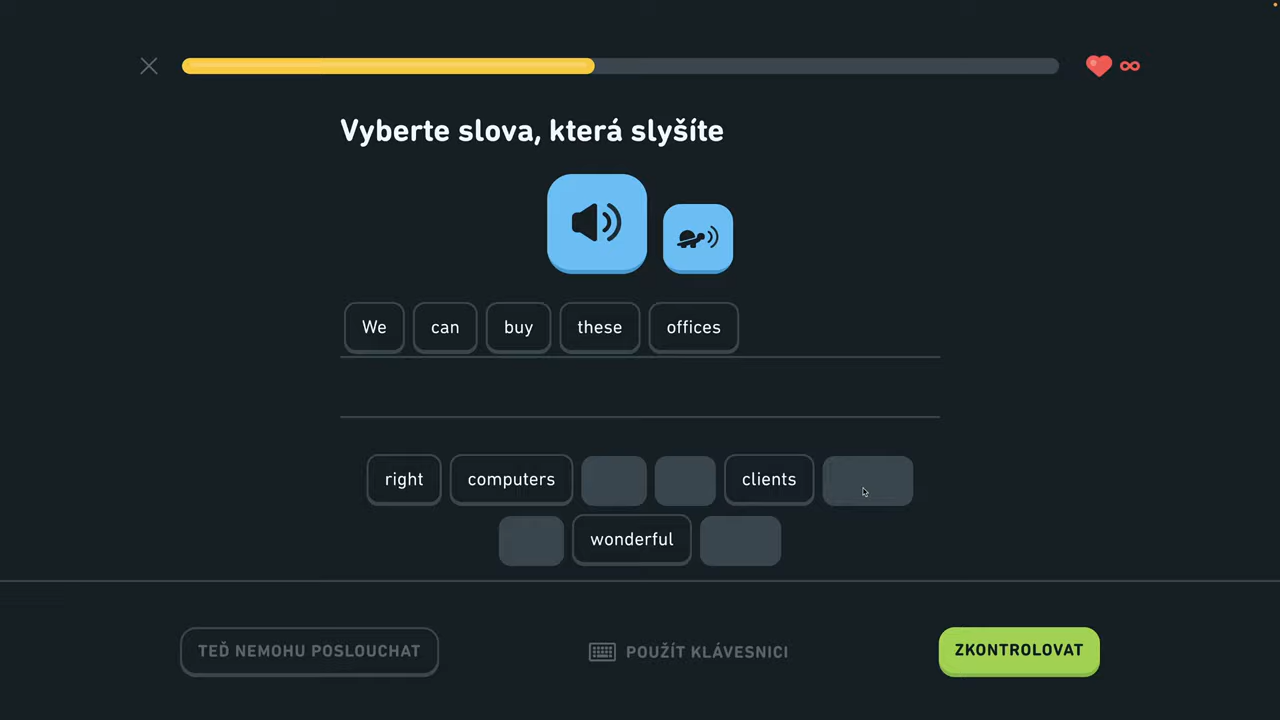 Vyberte slova, která slyšíte
We can buy these offices
right computers clients
wonderful
TEĎ NEMOHU POSLOUCHAT POUŽÍT KLÁVESNICI ZKONTROLOVAT